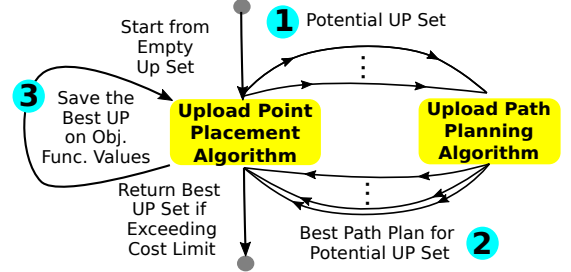 Start from
Empty
Up Set
1
Potential UP Set
3
Save the
Best UP
on Obj.
Func. Values
Upload Point
Placement
Algorithm
Upload Path
Planning
Algorithm
Return Best
UP Set if
Exceeding
Cost Limit
Best Path Plan for
Potential UP Set
2